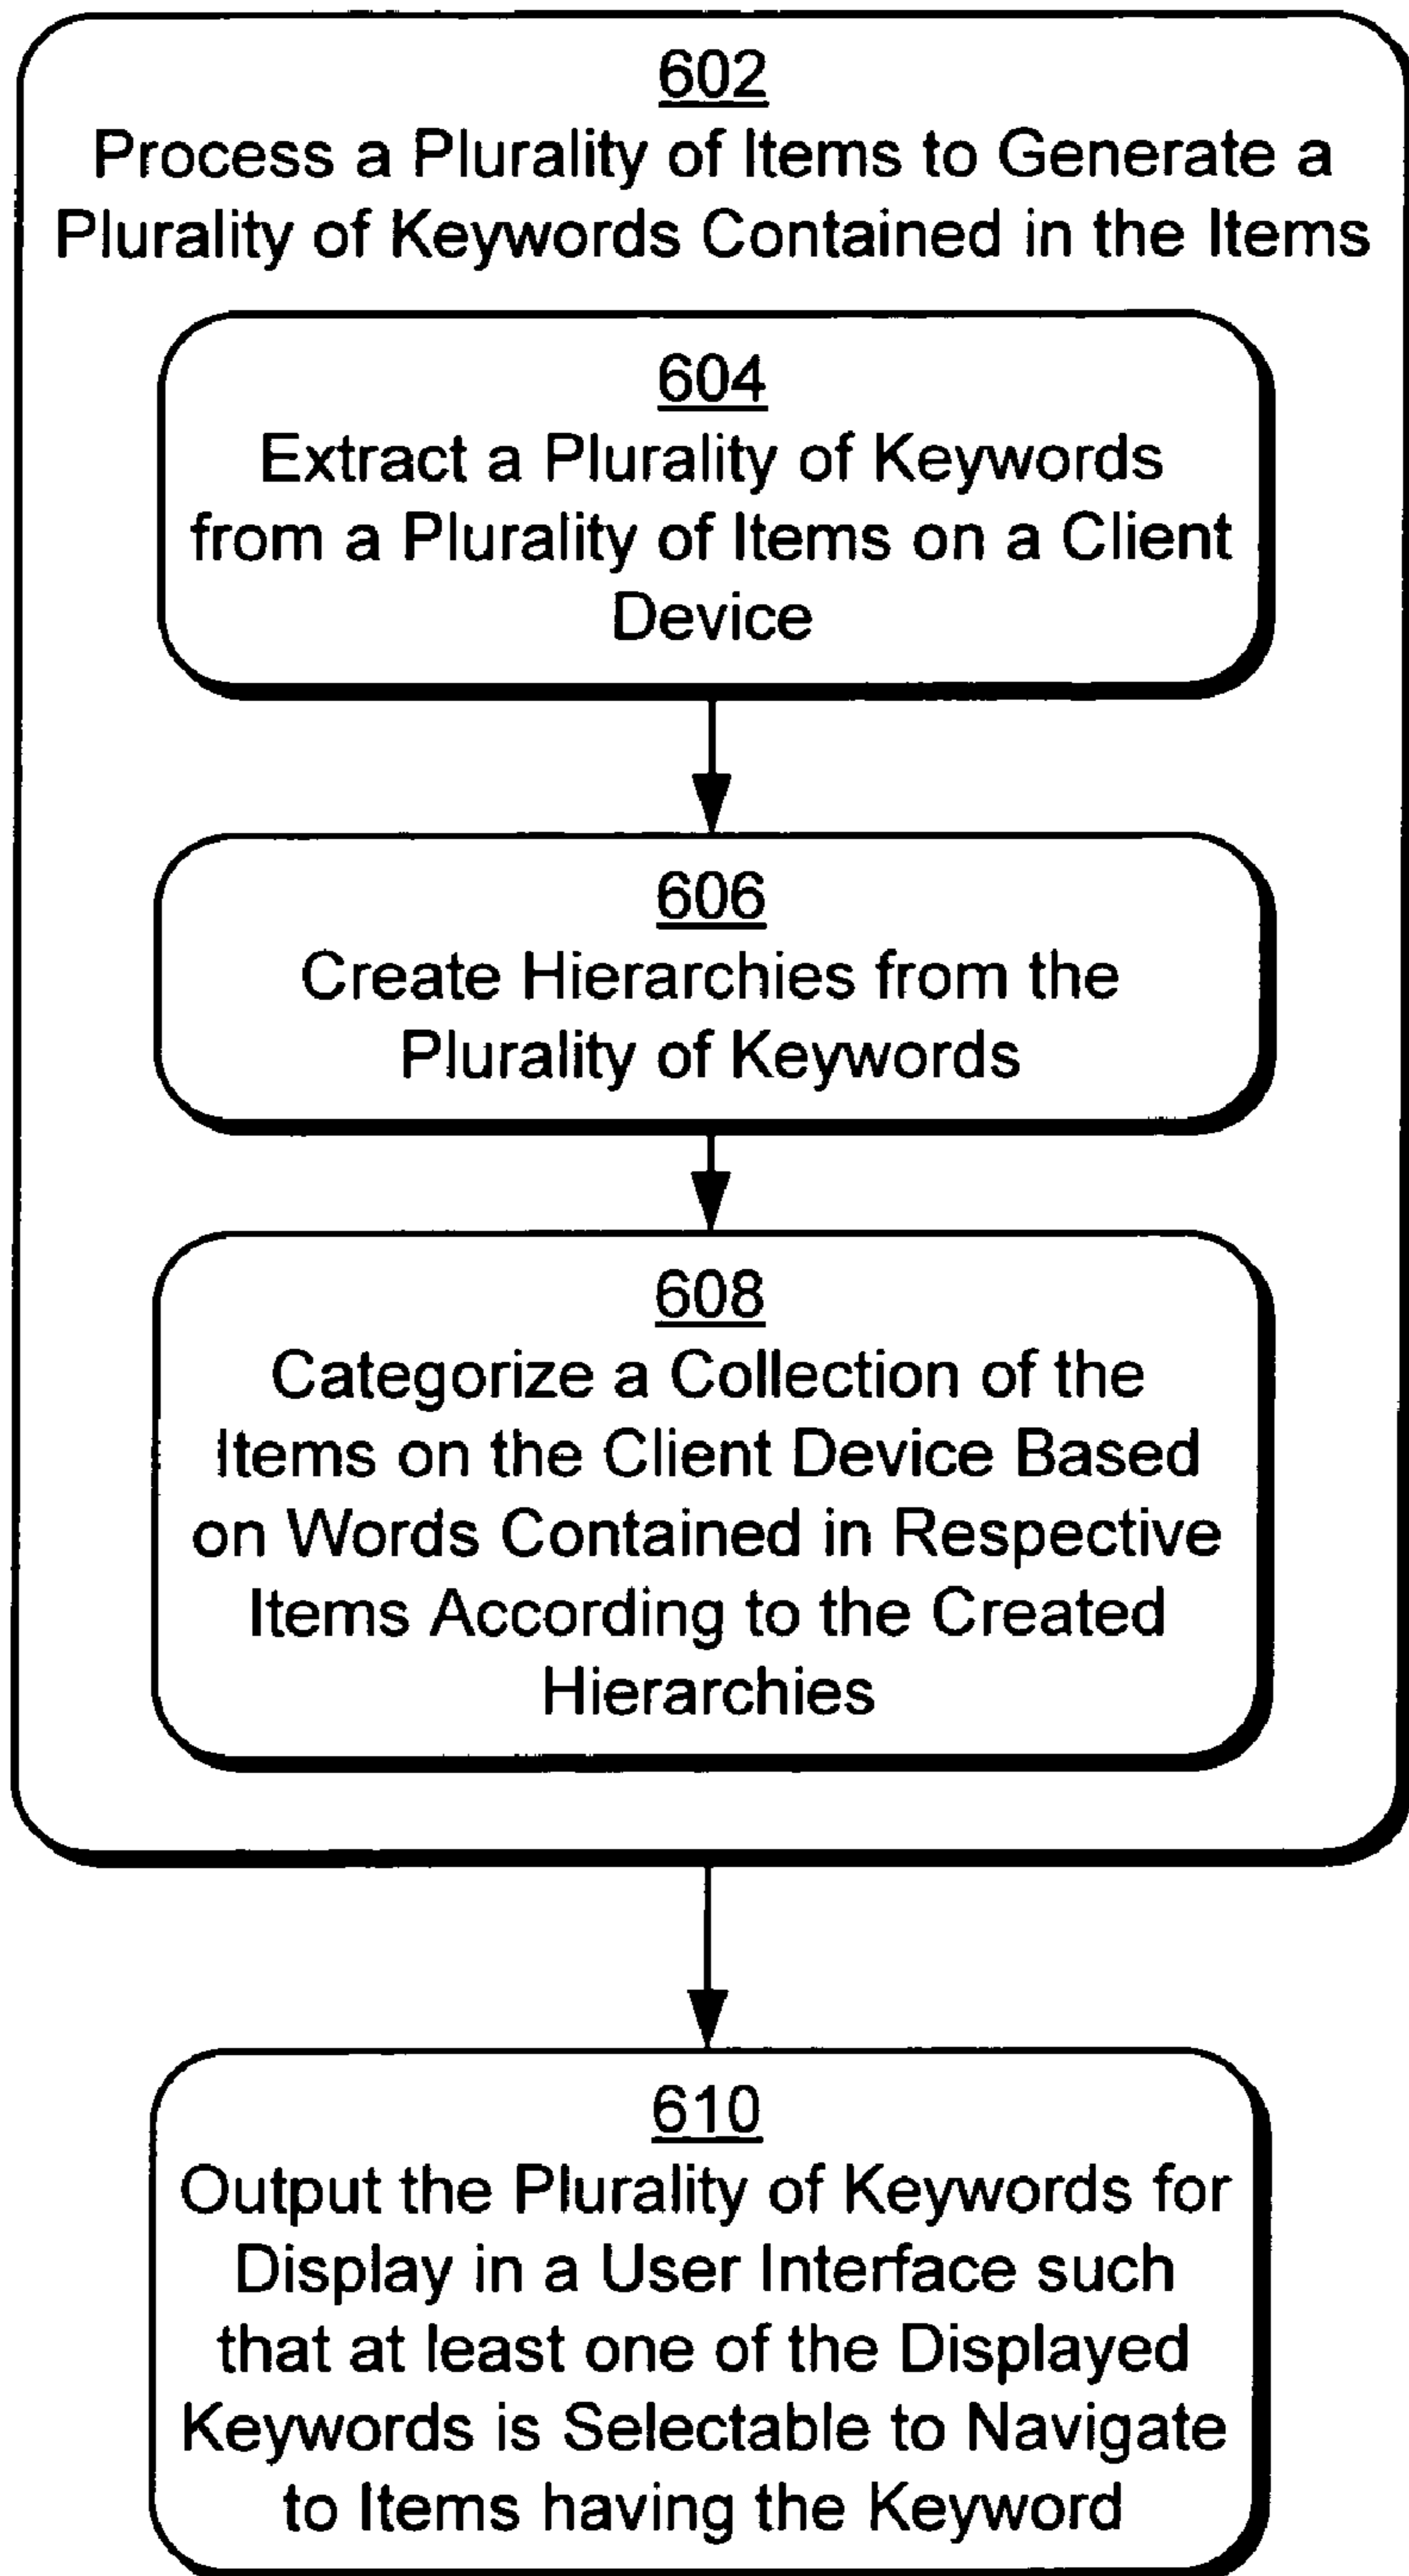 602
Process a Plurality of Items to Generate a
Plurality of Keywords Contained in the Items
604
Extract a Plurality of Keywords
from a Plurality of Items on a Client
Device
606
Create Hierarchies from the
Plurality of Keywords
608
Categorize a Collection of the
Items on the Client Device Based
on Words Contained in Respective
Items According to the Created
Hierarchies
610
Output the Plurality of Keywords for
Display in a User Interface such
that at least one of the Displayed
Keywords is Selectable to Navigate
to Items having the Keyword